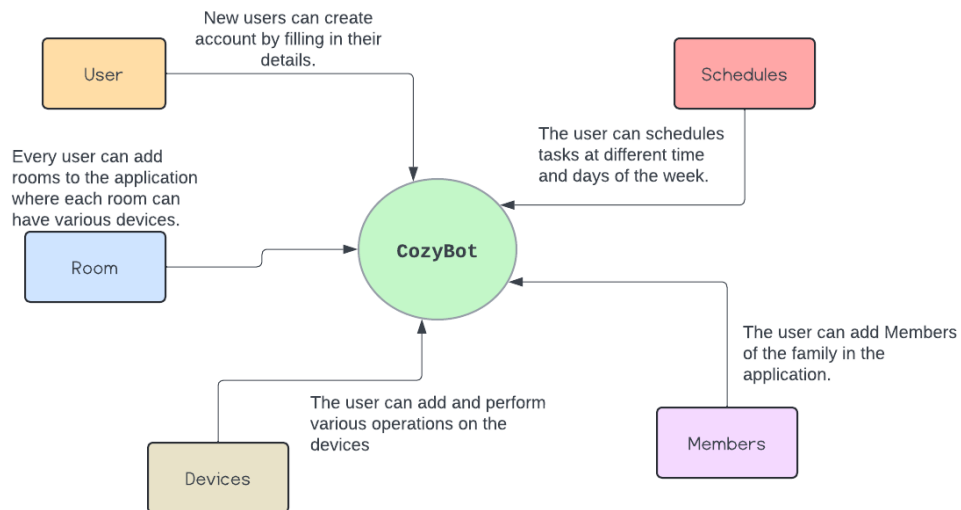 New users can create
account by filling in their
details.
User
Schedules
The user can schedules
tasks at different time
and days of the week.
Every user can add
rooms to the application
where each room can
have various devices.
Room
CozyBot
The user can add Members
of the family in the
application.
The user can add and perform
various operations on the
devices
Members
Devices